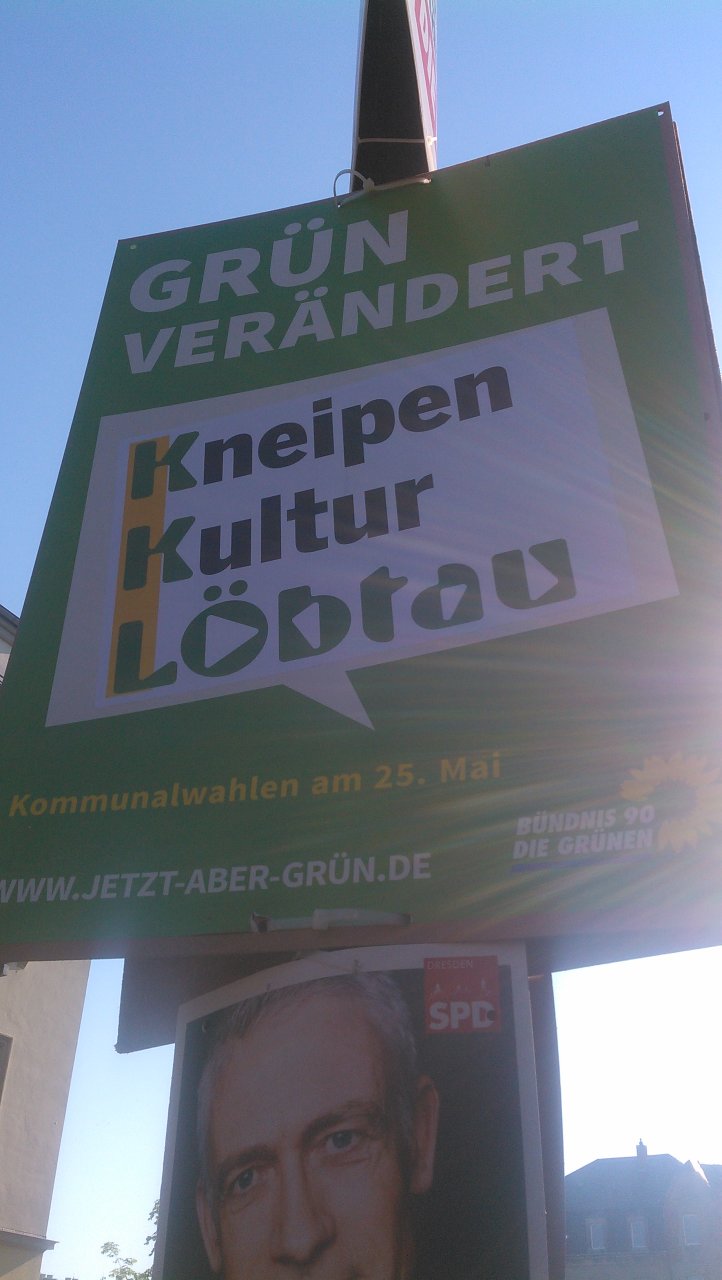 GRÜN
VERÄNDERT
Kneipen
Kultur
Löbtau
Kommunalwahlen am 25. Mai
BÜNDNIS 90
DIE GRÜNEN
WWW.JETZT-ABER-GRÜN.DE
DRESDEN
SPD